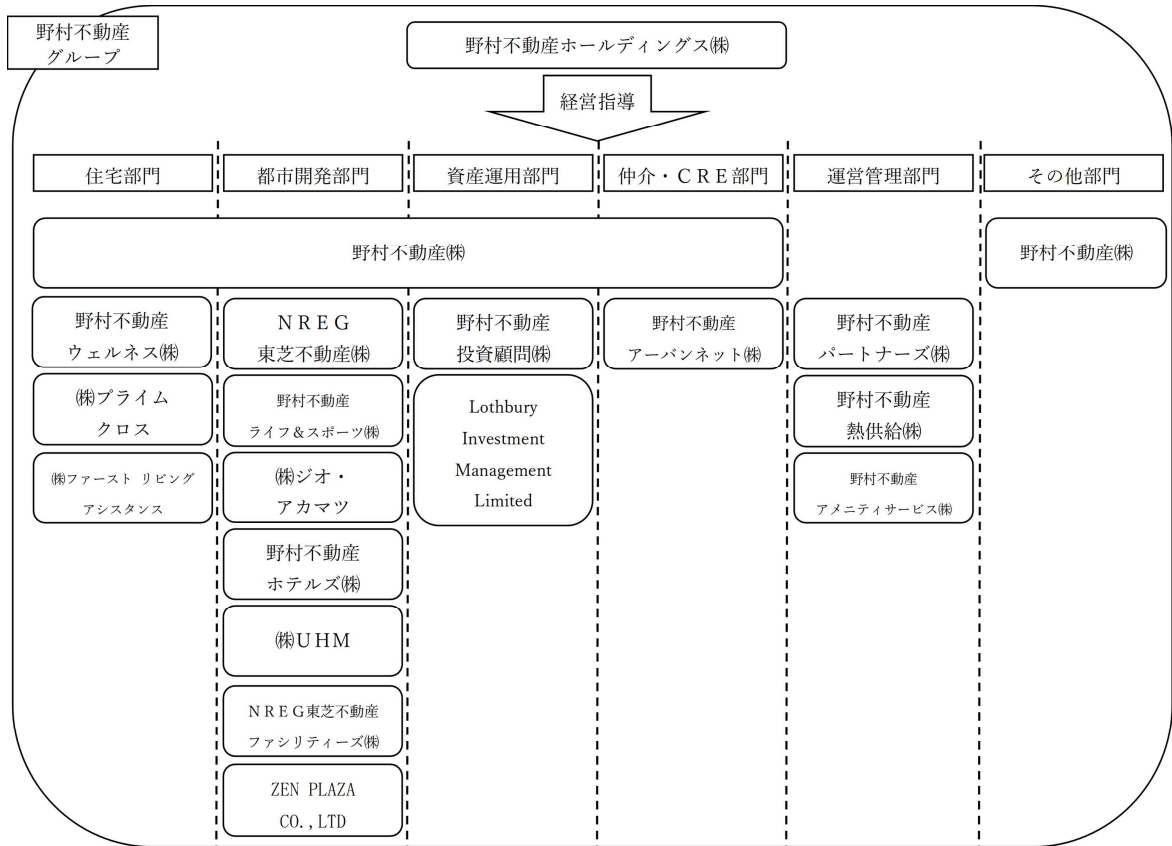 野村不動産
グループ
野村不動産ホールディングス㈱
経営指導
住宅部門
都市開発部門
資産運用部門
仲介・ＣＲＥ部門
運営管理部門
その他部門
野村不動産㈱
野村不動産㈱
野村不動産
ウェルネス㈱
㈱プライム
クロス
㈱ファースト リビング
アシスタンス
ＮＲＥＧ
東芝不動産㈱
野村不動産
ライフ＆スポーツ㈱
㈱ジオ・
アカマツ
野村不動産
ホテルズ㈱
㈱ＵＨＭ
ＮＲＥＧ東芝不動産
ファシリティーズ㈱
ZEN PLAZA
CO.,LTD
野村不動産
投資顧問㈱
Lothbury
Investment
Management
Limited
野村不動産
アーバンネット㈱
野村不動産
パートナーズ㈱
野村不動産
熱供給㈱
野村不動産
アメニティサービス㈱